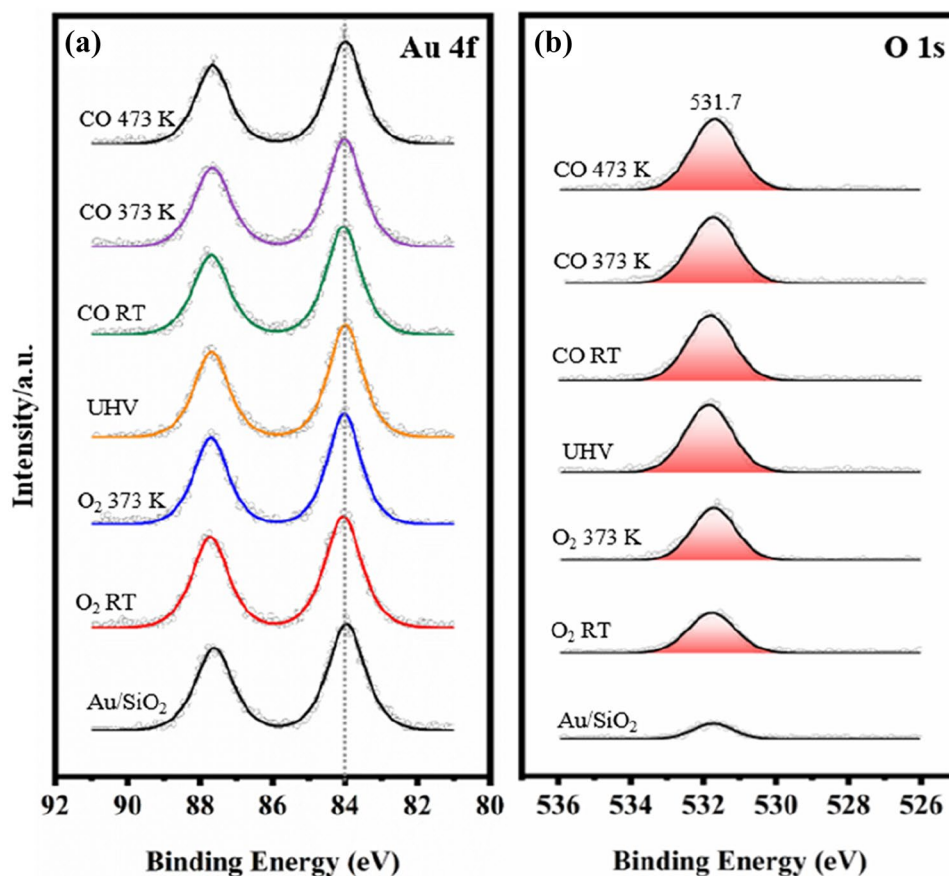 (a)
Au 4f
CO 473 K
CO 373 K
CO RT
UHV
O₂ 373 K
O₂ RT
Au/SiO₂
Intensity/a.u.
92 90 88 86 84 82 80
Binding Energy (eV)
(b)
O 1s
531.7
CO 473 K
CO 373 K
CO RT
UHV
O₂ 373 K
O₂ RT
Au/SiO₂
536 534 532 530 528 526
Binding Energy (eV)